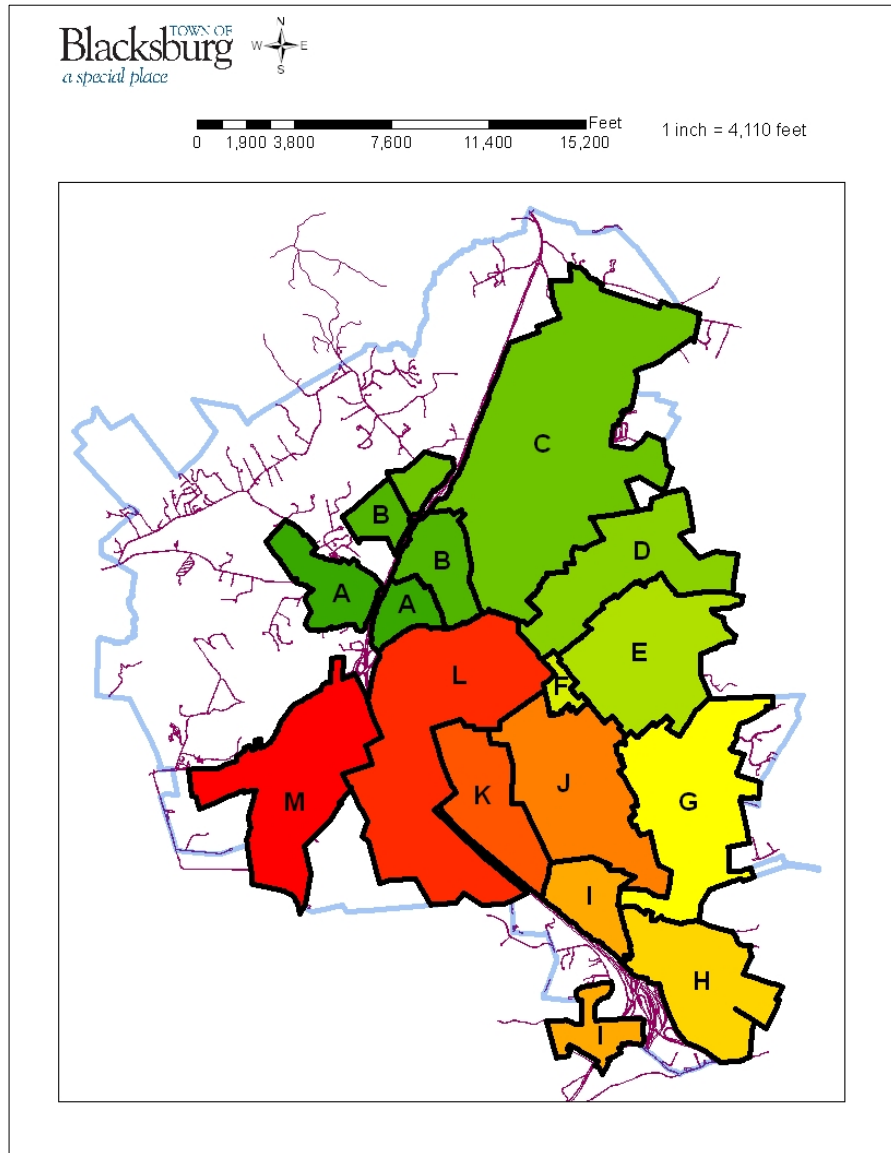 TOWN OF
Blacksburg
a special place
N
W E
S
Feet
0 1,900 3,800 7,600 11,400 15,200
1 inch = 4,110 feet
C
B
B
D
A
A
E
L
F
K
J
G
M
I
H
I